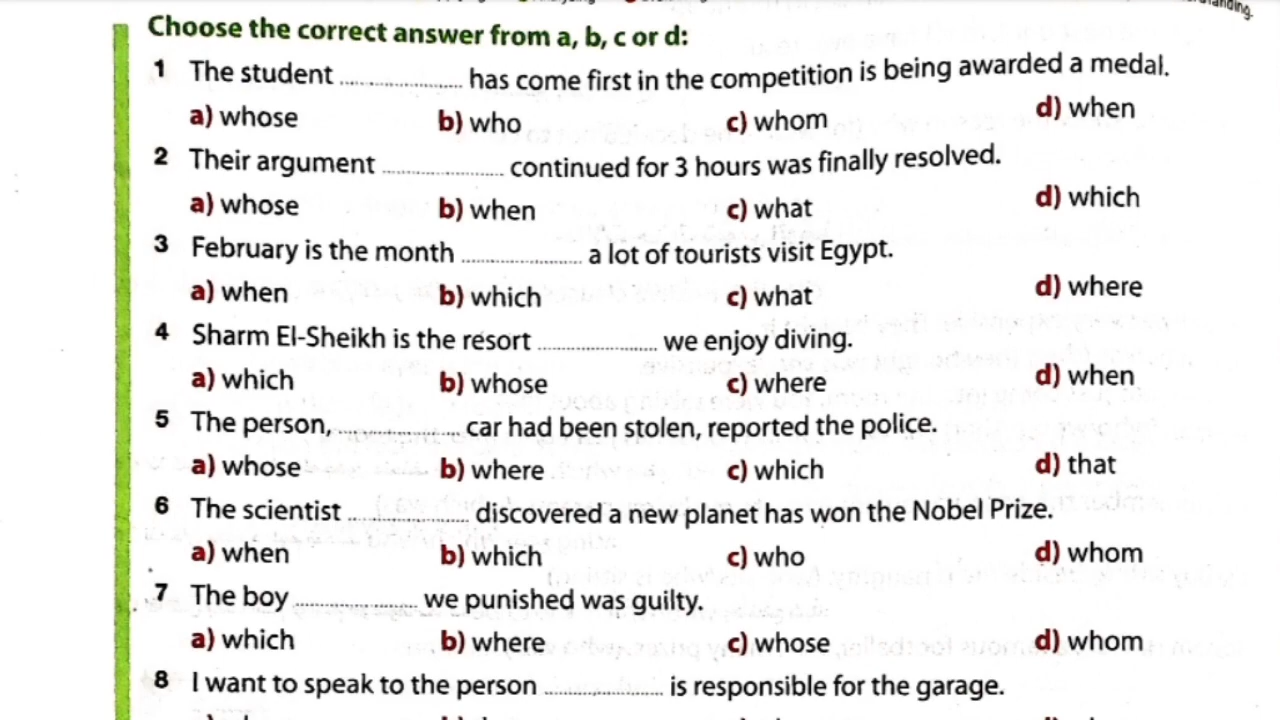 Choose the correct answer from a, b, c or d:
1 The student .................... has come first in the competition is being awarded a medal.
a) whose b) who c) whom d) when
2 Their argument .................... continued for 3 hours was finally resolved.
a) whose b) when c) what d) which
3 February is the month .................... a lot of tourists visit Egypt.
a) when b) which c) what d) where
4 Sharm El-Sheikh is the resort .................... we enjoy diving.
a) which b) whose c) where d) when
5 The person, .................... car had been stolen, reported the police.
a) whose b) where c) which d) that
6 The scientist .................... discovered a new planet has won the Nobel Prize.
a) when b) which c) who d) whom
7 The boy .................... we punished was guilty.
a) which b) where c) whose d) whom
8 I want to speak to the person .................... is responsible for the garage.